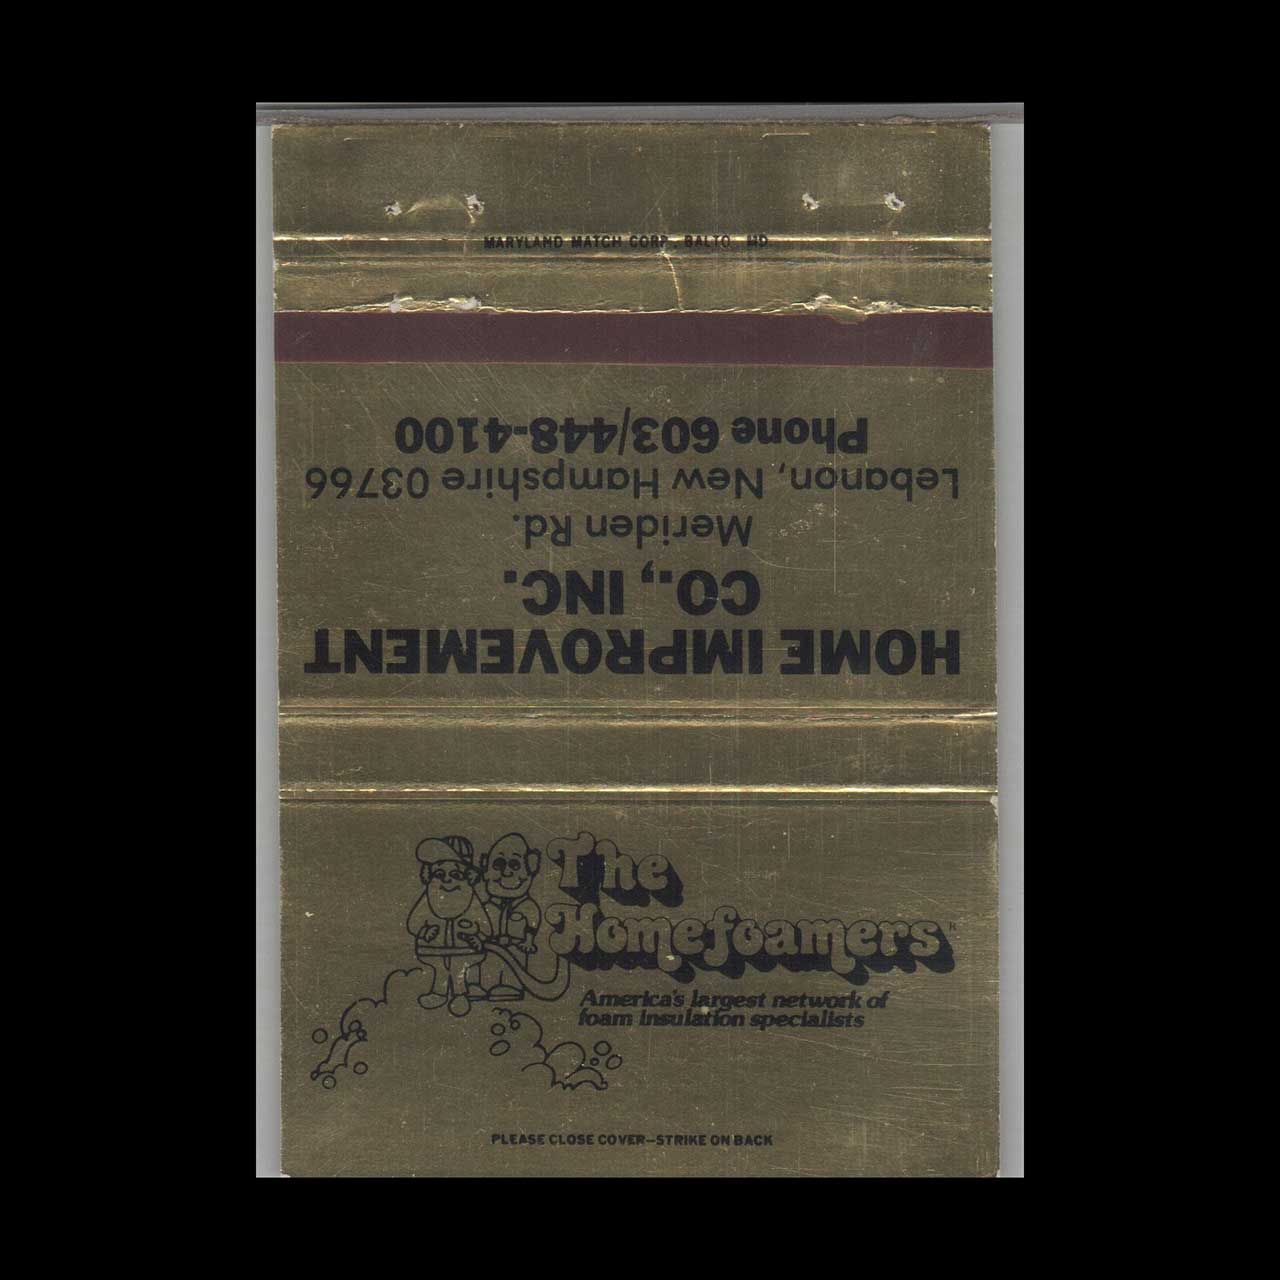 MARYLAND MATCH CORP., BALTO. MD
HOME IMPROVEMENT
CO., INC.
Meriden Rd.
Lebanon, New Hampshire 03766
Phone 603/448-4100
The
Homefoamers
America's largest network of
foam insulation specialists
PLEASE CLOSE COVER—STRIKE ON BACK